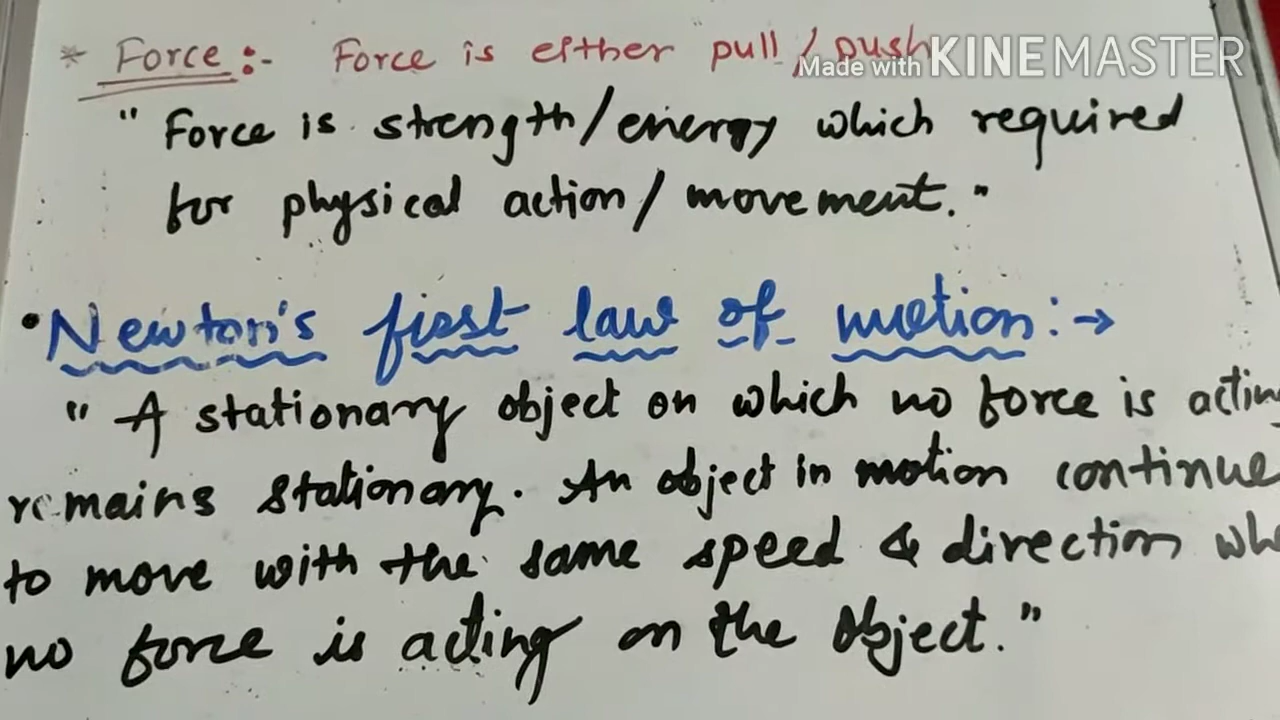 * Force :- Force is either pull / push
Made with KINEMASTER
" Force is strength/energy which required
for physical action / movement. "
• Newton's first law of motion : →
" A stationary object on which no force is actin
remains stationary. An object in motion continue
to move with the same speed & direction whe
no force is acting on the object. "